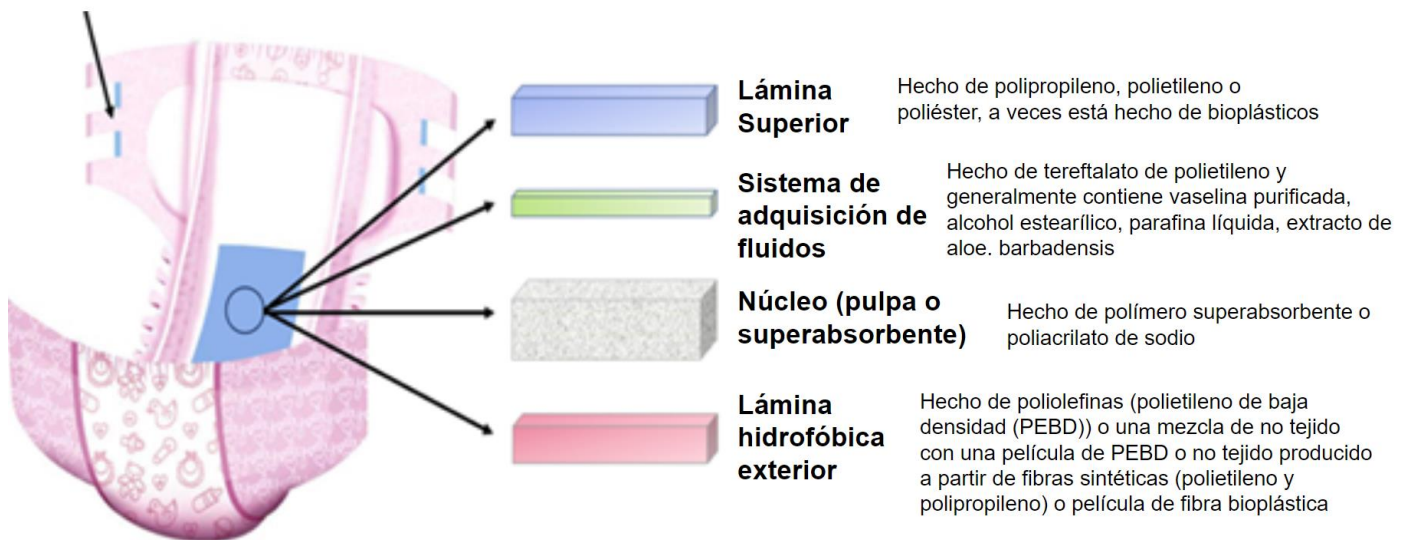 Lámina
Superior
Hecho de polipropileno, polietileno o
poliéster, a veces está hecho de bioplásticos
Sistema de
adquisición de
fluidos
Hecho de tereftalato de polietileno y
generalmente contiene vaselina purificada,
alcohol estearílico, parafina líquida, extracto de
aloe. barbadensis
Núcleo (pulpa o
superabsorbente)
Hecho de polímero superabsorbente o
poliacrilato de sodio
Lámina
hidrofóbica
exterior
Hecho de poliolefinas (polietileno de baja
densidad (PEBD)) o una mezcla de no tejido
con una película de PEBD o no tejido producido
a partir de fibras sintéticas (polietileno y
polipropileno) o película de fibra bioplástica